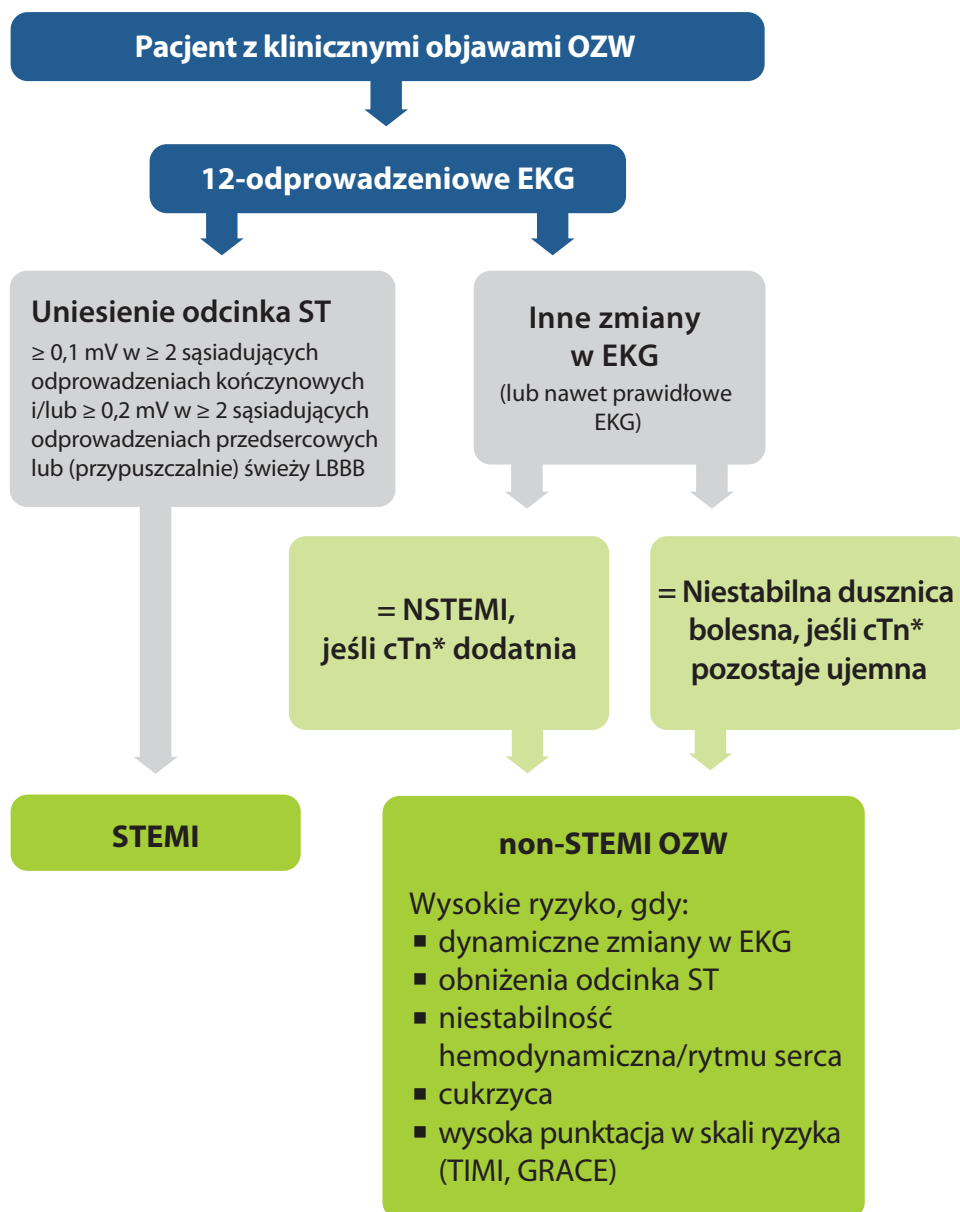 Pacjent z klinicznymi objawami OZW
12-odprowadzeniowe EKG
Uniesienie odcinka ST
≥ 0,1 mV w ≥ 2 sąsiadujących
odprowadzeniach kończynowych
i/lub ≥ 0,2 mV w ≥ 2 sąsiadujących
odprowadzeniach przedsercowych
lub (przypuszczalnie) świeży LBBB
Inne zmiany
w EKG
(lub nawet prawidłowe
EKG)
= NSTEMI,
jeśli cTn* dodatnia
= Niestabilna dusznica
bolesna, jeśli cTn*
pozostaje ujemna
STEMI
non-STEMI OZW
Wysokie ryzyko, gdy:
▪ dynamiczne zmiany w EKG
▪ obniżenia odcinka ST
▪ niestabilność
hemodynamiczna/rytmu serca
▪ cukrzyca
▪ wysoka punktacja w skali ryzyka
(TIMI, GRACE)